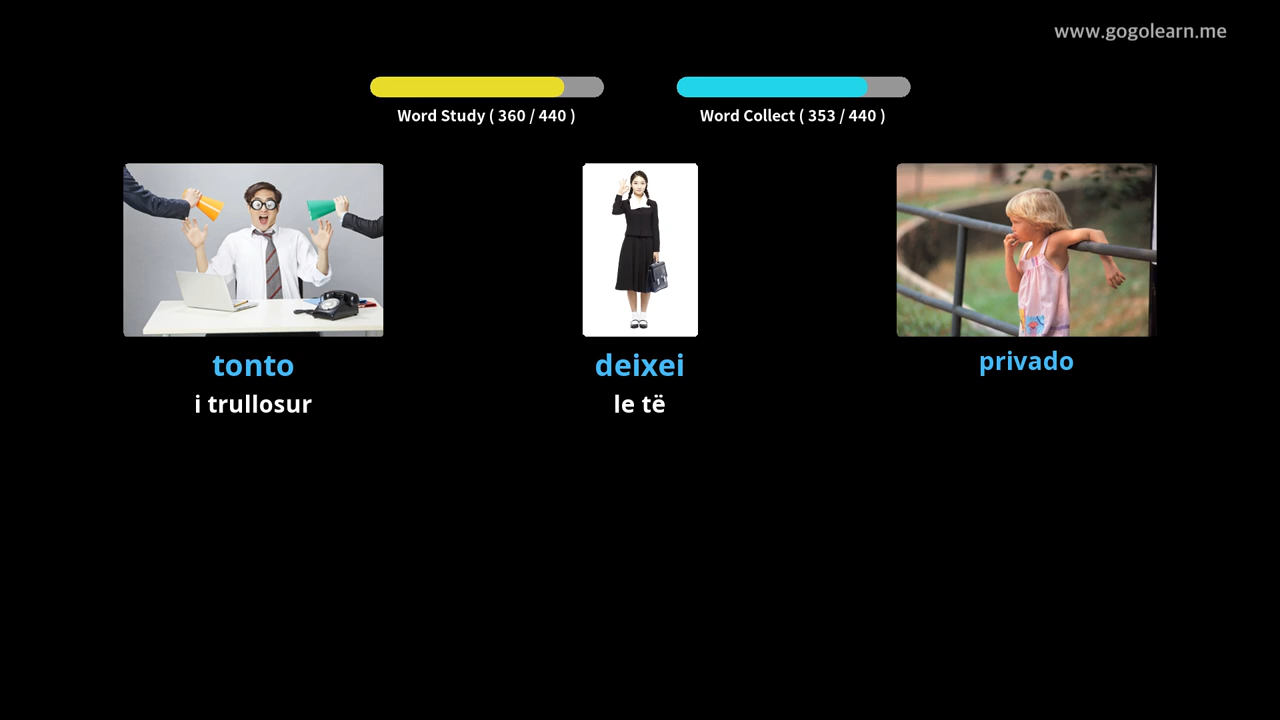 www.gogolearn.me
Word Study ( 360 / 440 )
Word Collect ( 353 / 440 )
tonto
i trullosur
deixei
le të
privado